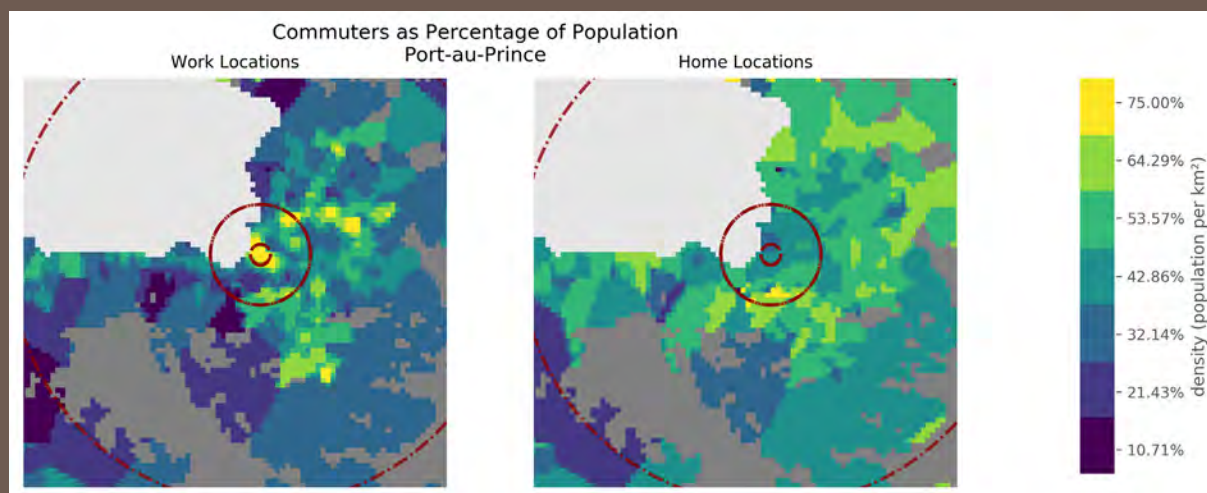 Commuters as Percentage of Population
Port-au-Prince
Work Locations
Home Locations
75.00%
64.29%
53.57%
42.86%
32.14%
21.43%
10.71%
density (population per km²)